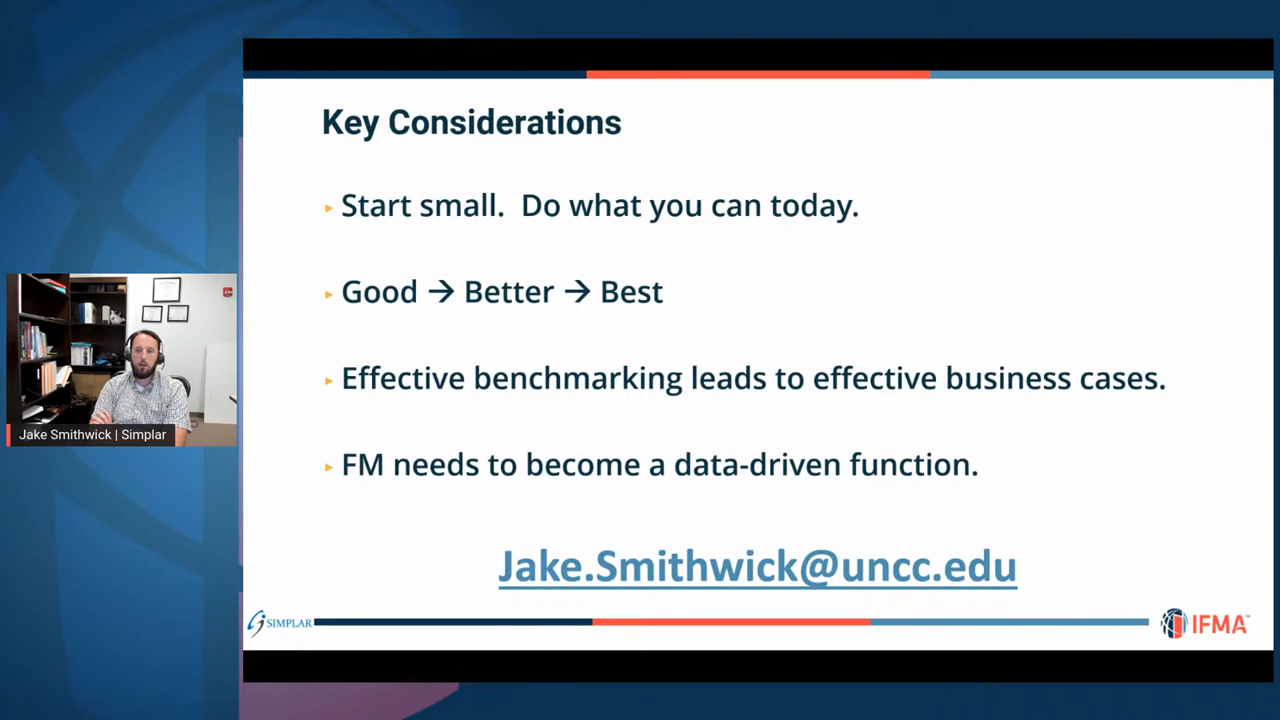 Key Considerations
▸ Start small.  Do what you can today.
▸ Good → Better → Best
▸ Effective benchmarking leads to effective business cases.
▸ FM needs to become a data-driven function.
Jake.Smithwick@uncc.edu
SIMPLAR
IFMA™
Jake Smithwick | Simplar